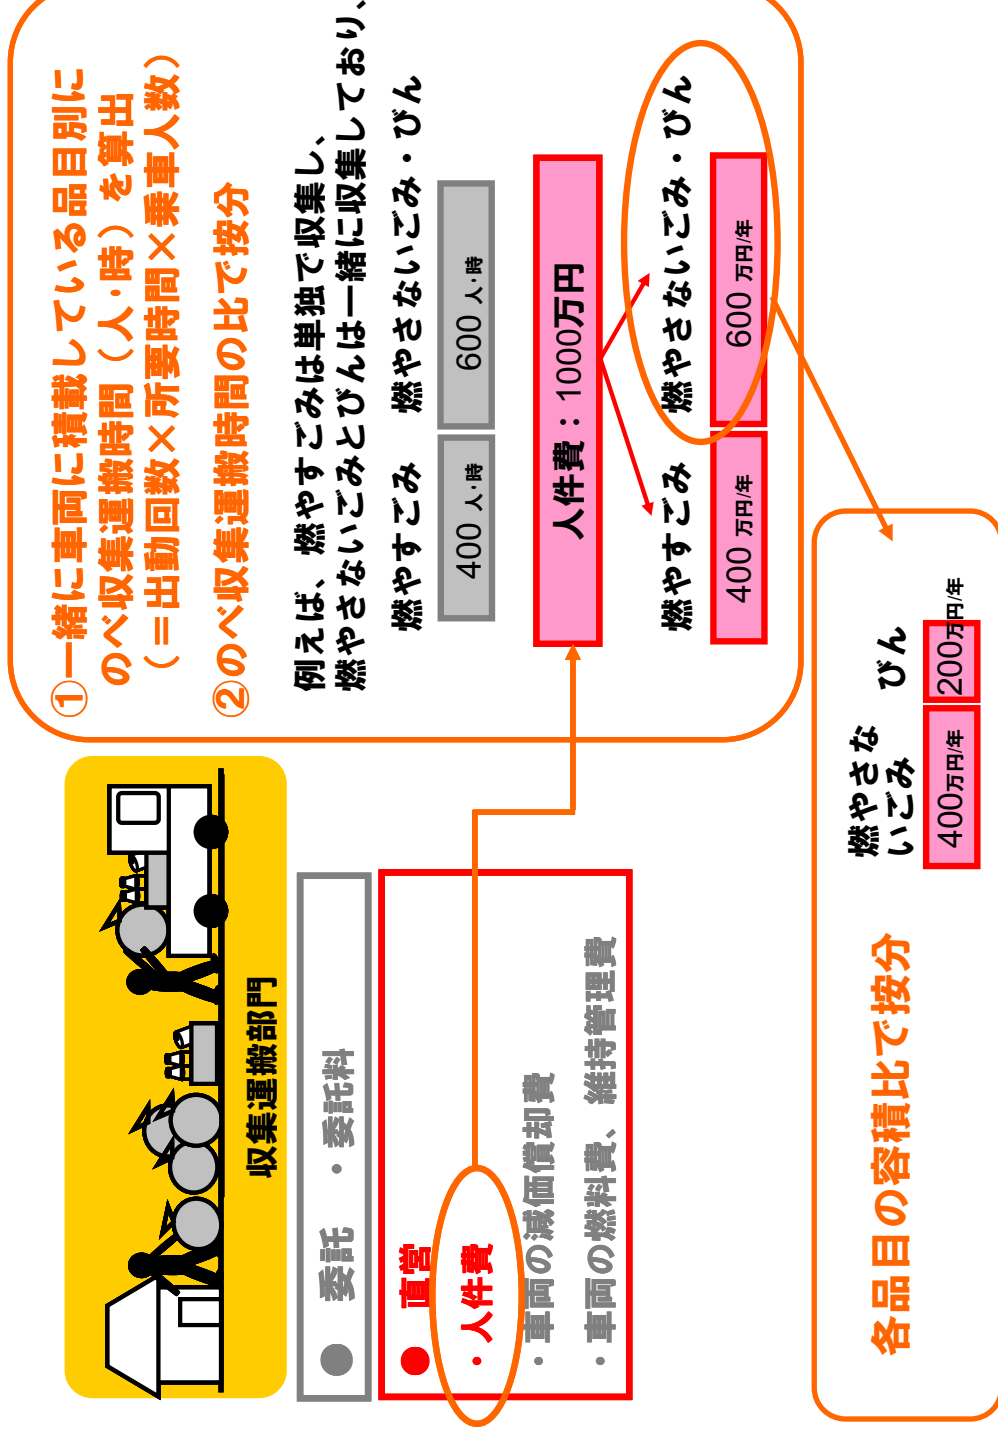 収集運搬部門
● 委託 ・委託料
● 直営
・人件費
・車両の減価償却費
・車両の燃料費、維持管理費
①一緒に車両に積載している品目別に
のべ収集運搬時間（人・時）を算出
（＝出動回数×所要時間×乗車人数）
②のべ収集運搬時間の比で按分
例えば、燃やすごみは単独で収集し、
燃やさないごみとびんは一緒に収集しており、
燃やすごみ 燃やさないごみ・びん
400 人・時 600 人・時
人件費：1000万円
燃やすごみ 燃やさないごみ・びん
400 万円/年 600 万円/年
各品目の容積比で按分
燃やさな
いごみ びん
400万円/年 200万円/年